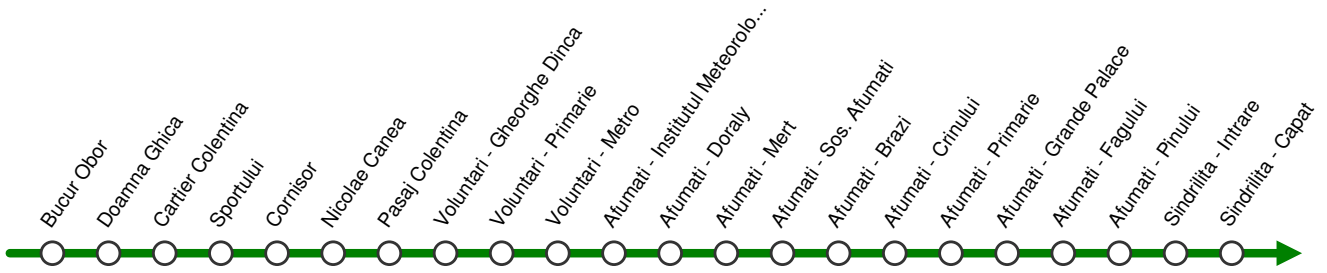 Bucur Obor
Doamna Ghica
Cartier Colentina
Sportului
Cornisor
Nicolae Canea
Pasaj Colentina
Voluntari - Gheorghe Dinca
Voluntari - Primarie
Voluntari - Metro
Afumati - Institutul Meteorolo...
Afumati - Doraly
Afumati - Mert
Afumati - Sos. Afumati
Afumati - Brazi
Afumati - Crinului
Afumati - Primarie
Afumati - Grande Palace
Afumati - Fagului
Afumati - Pinului
Sindrilita - Intrare
Sindrilita - Capat